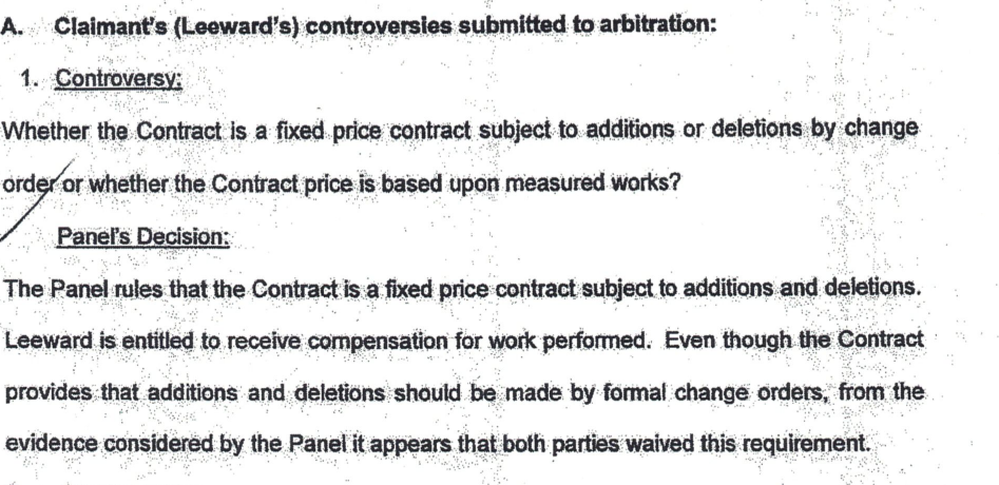 A. Claimant's (Leeward's) controversies submitted to arbitration:
1. Controversy:
Whether the Contract is a fixed price contract subject to additions or deletions by change
order or whether the Contract price is based upon measured works?
Panel's Decision:
The Panel rules that the Contract is a fixed price contract subject to additions and deletions.
Leeward is entitled to receive compensation for work performed. Even though the Contract
provides that additions and deletions should be made by formal change orders, from the
evidence considered by the Panel it appears that both parties waived this requirement.